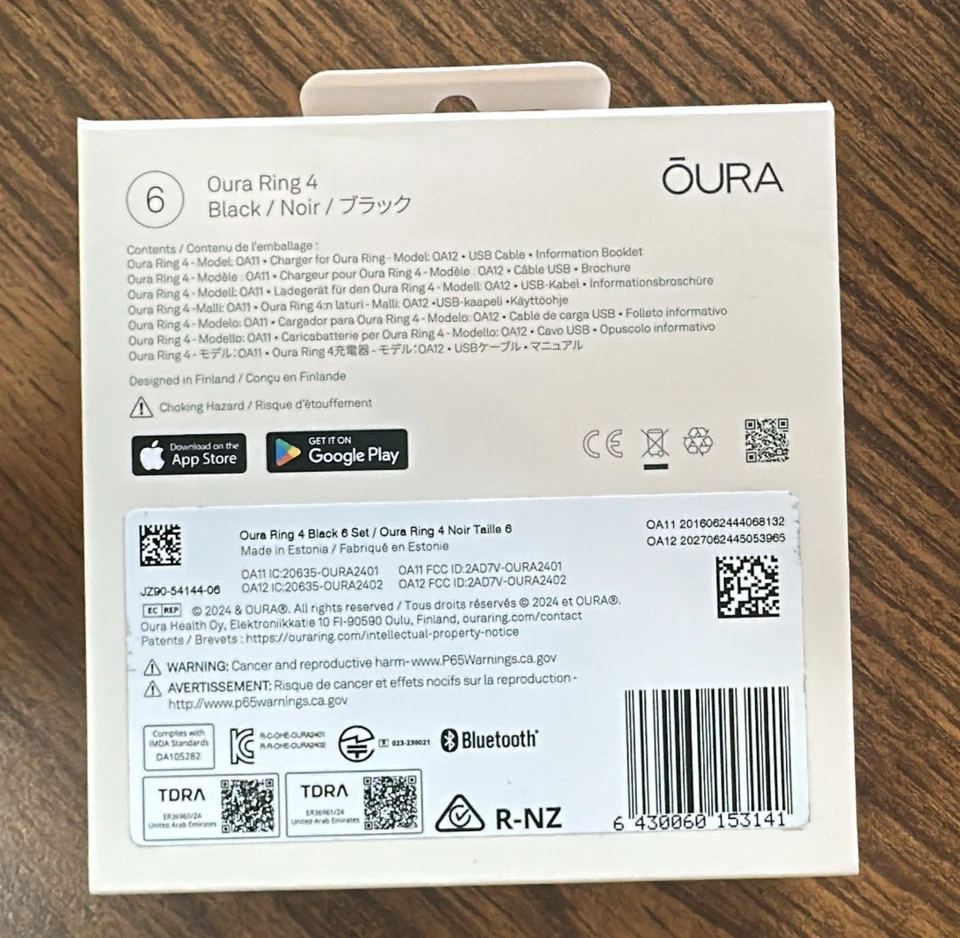 6
Oura Ring 4
Black / Noir / ブラック
ŌURA
Contents / Contenu de l'emballage :
Oura Ring 4 - Model: OA11 • Charger for Oura Ring - Model: OA12 • USB Cable • Information Booklet
Oura Ring 4 - Modèle : OA11 • Chargeur pour Oura Ring 4 - Modèle : OA12 • Câble USB • Brochure
Oura Ring 4 - Modell: OA11 • Ladegerät für den Oura Ring 4 - Modell: OA12 • USB-Kabel • Informationsbroschüre
Oura Ring 4 -Malli: OA11 • Oura Ring 4:n laturi - Malli: OA12 •USB-kaapeli •Käyttöohje
Oura Ring 4 - Modelo: OA11 • Cargador para Oura Ring 4 - Modelo: OA12 • Cable de carga USB • Folleto informativo
Oura Ring 4 - Modello: OA11 • Caricabatterie per Oura Ring 4 - Modello: OA12 • Cavo USB • Opuscolo informativo
Oura Ring 4 - モデル:OA11 • Oura Ring 4充電器 - モデル:OA12 • USBケーブル • マニュアル
Designed in Finland / Conçu en Finlande
Choking Hazard / Risque d'étouffement
Download on the
App Store
GET IT ON
Google Play
CE
Oura Ring 4 Black 6 Set / Oura Ring 4 Noir Taille 6
Made in Estonia / Fabriqué en Estonie
OA11 2016062444068132
OA12 2027062445053965
OA11 IC:20635-OURA2401 OA11 FCC ID:2AD7V-OURA2401
OA12 IC:20635-OURA2402 OA12 FCC ID:2AD7V-OURA2402
JZ90-54144-06
EC REP © 2024 & OURA®. All rights reserved / Tous droits réservés © 2024 et OURA®.
Oura Health Oy, Elektroniikkatie 10 FI-90590 Oulu, Finland, ouraring.com/contact
Patents / Brevets : https://ouraring.com/intellectual-property-notice
WARNING: Cancer and reproductive harm- www.P65Warnings.ca.gov
AVERTISSEMENT: Risque de cancer et effets nocifs sur la reproduction -
http://www.p65warnings.ca.gov
Complies with
IMDA Standards
DA105282
R-C-OHE-OURA2401
R-R-OHE-OURA2402
023-239021
Bluetooth®
TDRA
ER36960/24
United Arab Emirates
TDRA
ER36961/24
United Arab Emirates
R-NZ
6 430060 153141